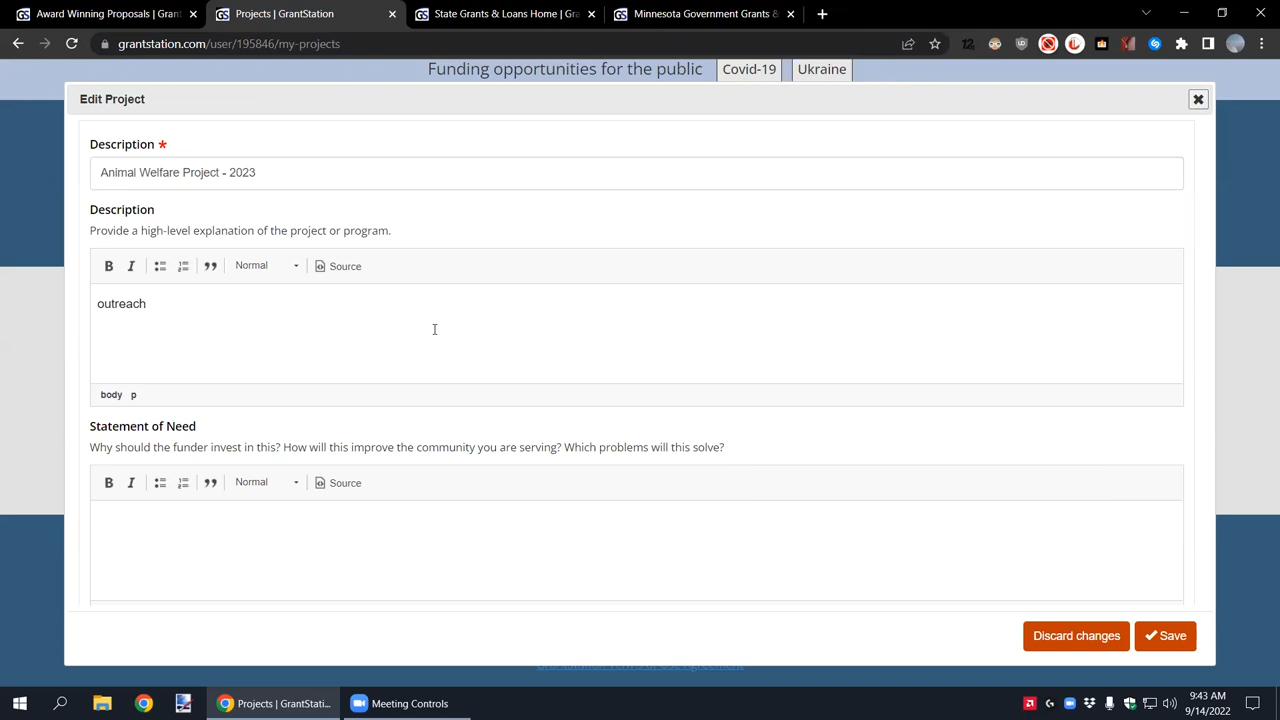 Award Winning Proposals | Grant
Projects | GrantStation
State Grants & Loans Home | Gra
Minnesota Government Grants &
grantstation.com/user/195846/my-projects
Funding opportunities for the public
Covid-19
Ukraine
Edit Project
Description *
Animal Welfare Project - 2023
Description
Provide a high-level explanation of the project or program.
B I Normal Source
outreach
body p
Statement of Need
Why should the funder invest in this? How will this improve the community you are serving? Which problems will this solve?
B I Normal Source
Discard changes
Save
Projects | GrantStati...
Meeting Controls
9:43 AM
9/14/2022